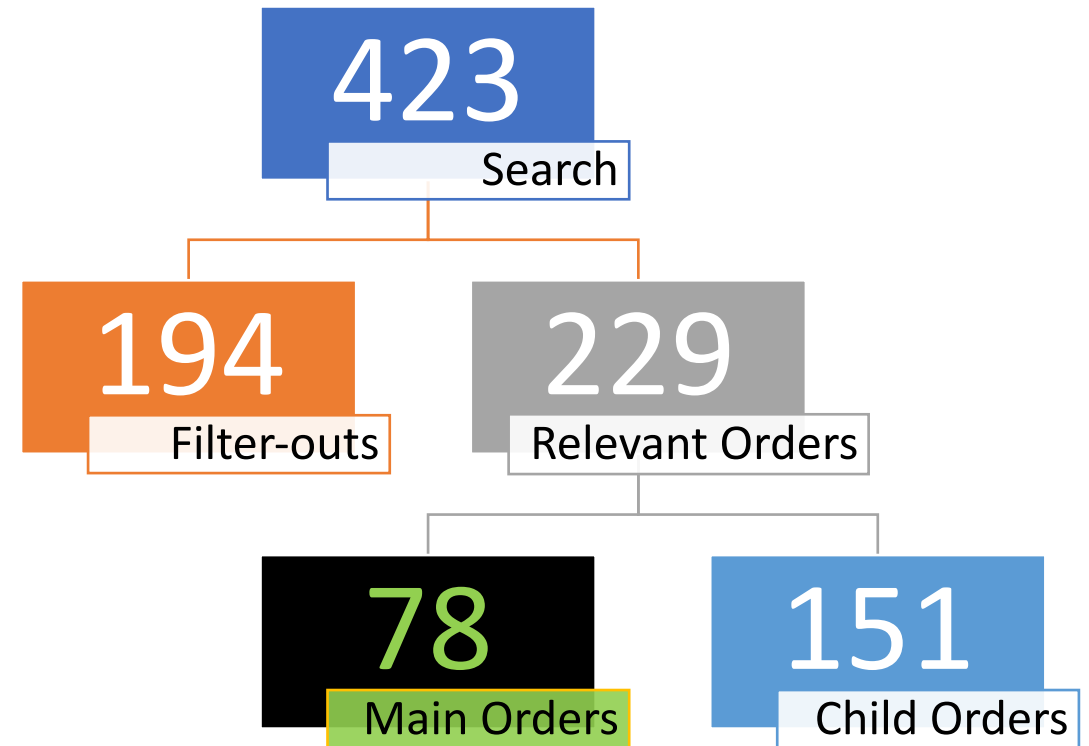 423
Search
194
Filter-outs
229
Relevant Orders
78
Main Orders
151
Child Orders